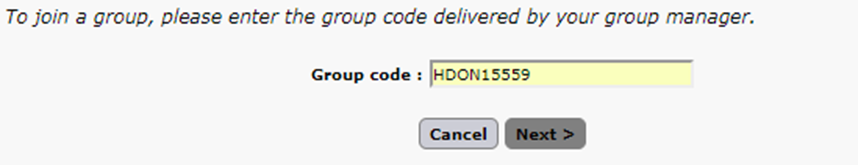 To join a group, please enter the group code delivered by your group manager.
Group code : HDON15559
Cancel Next >